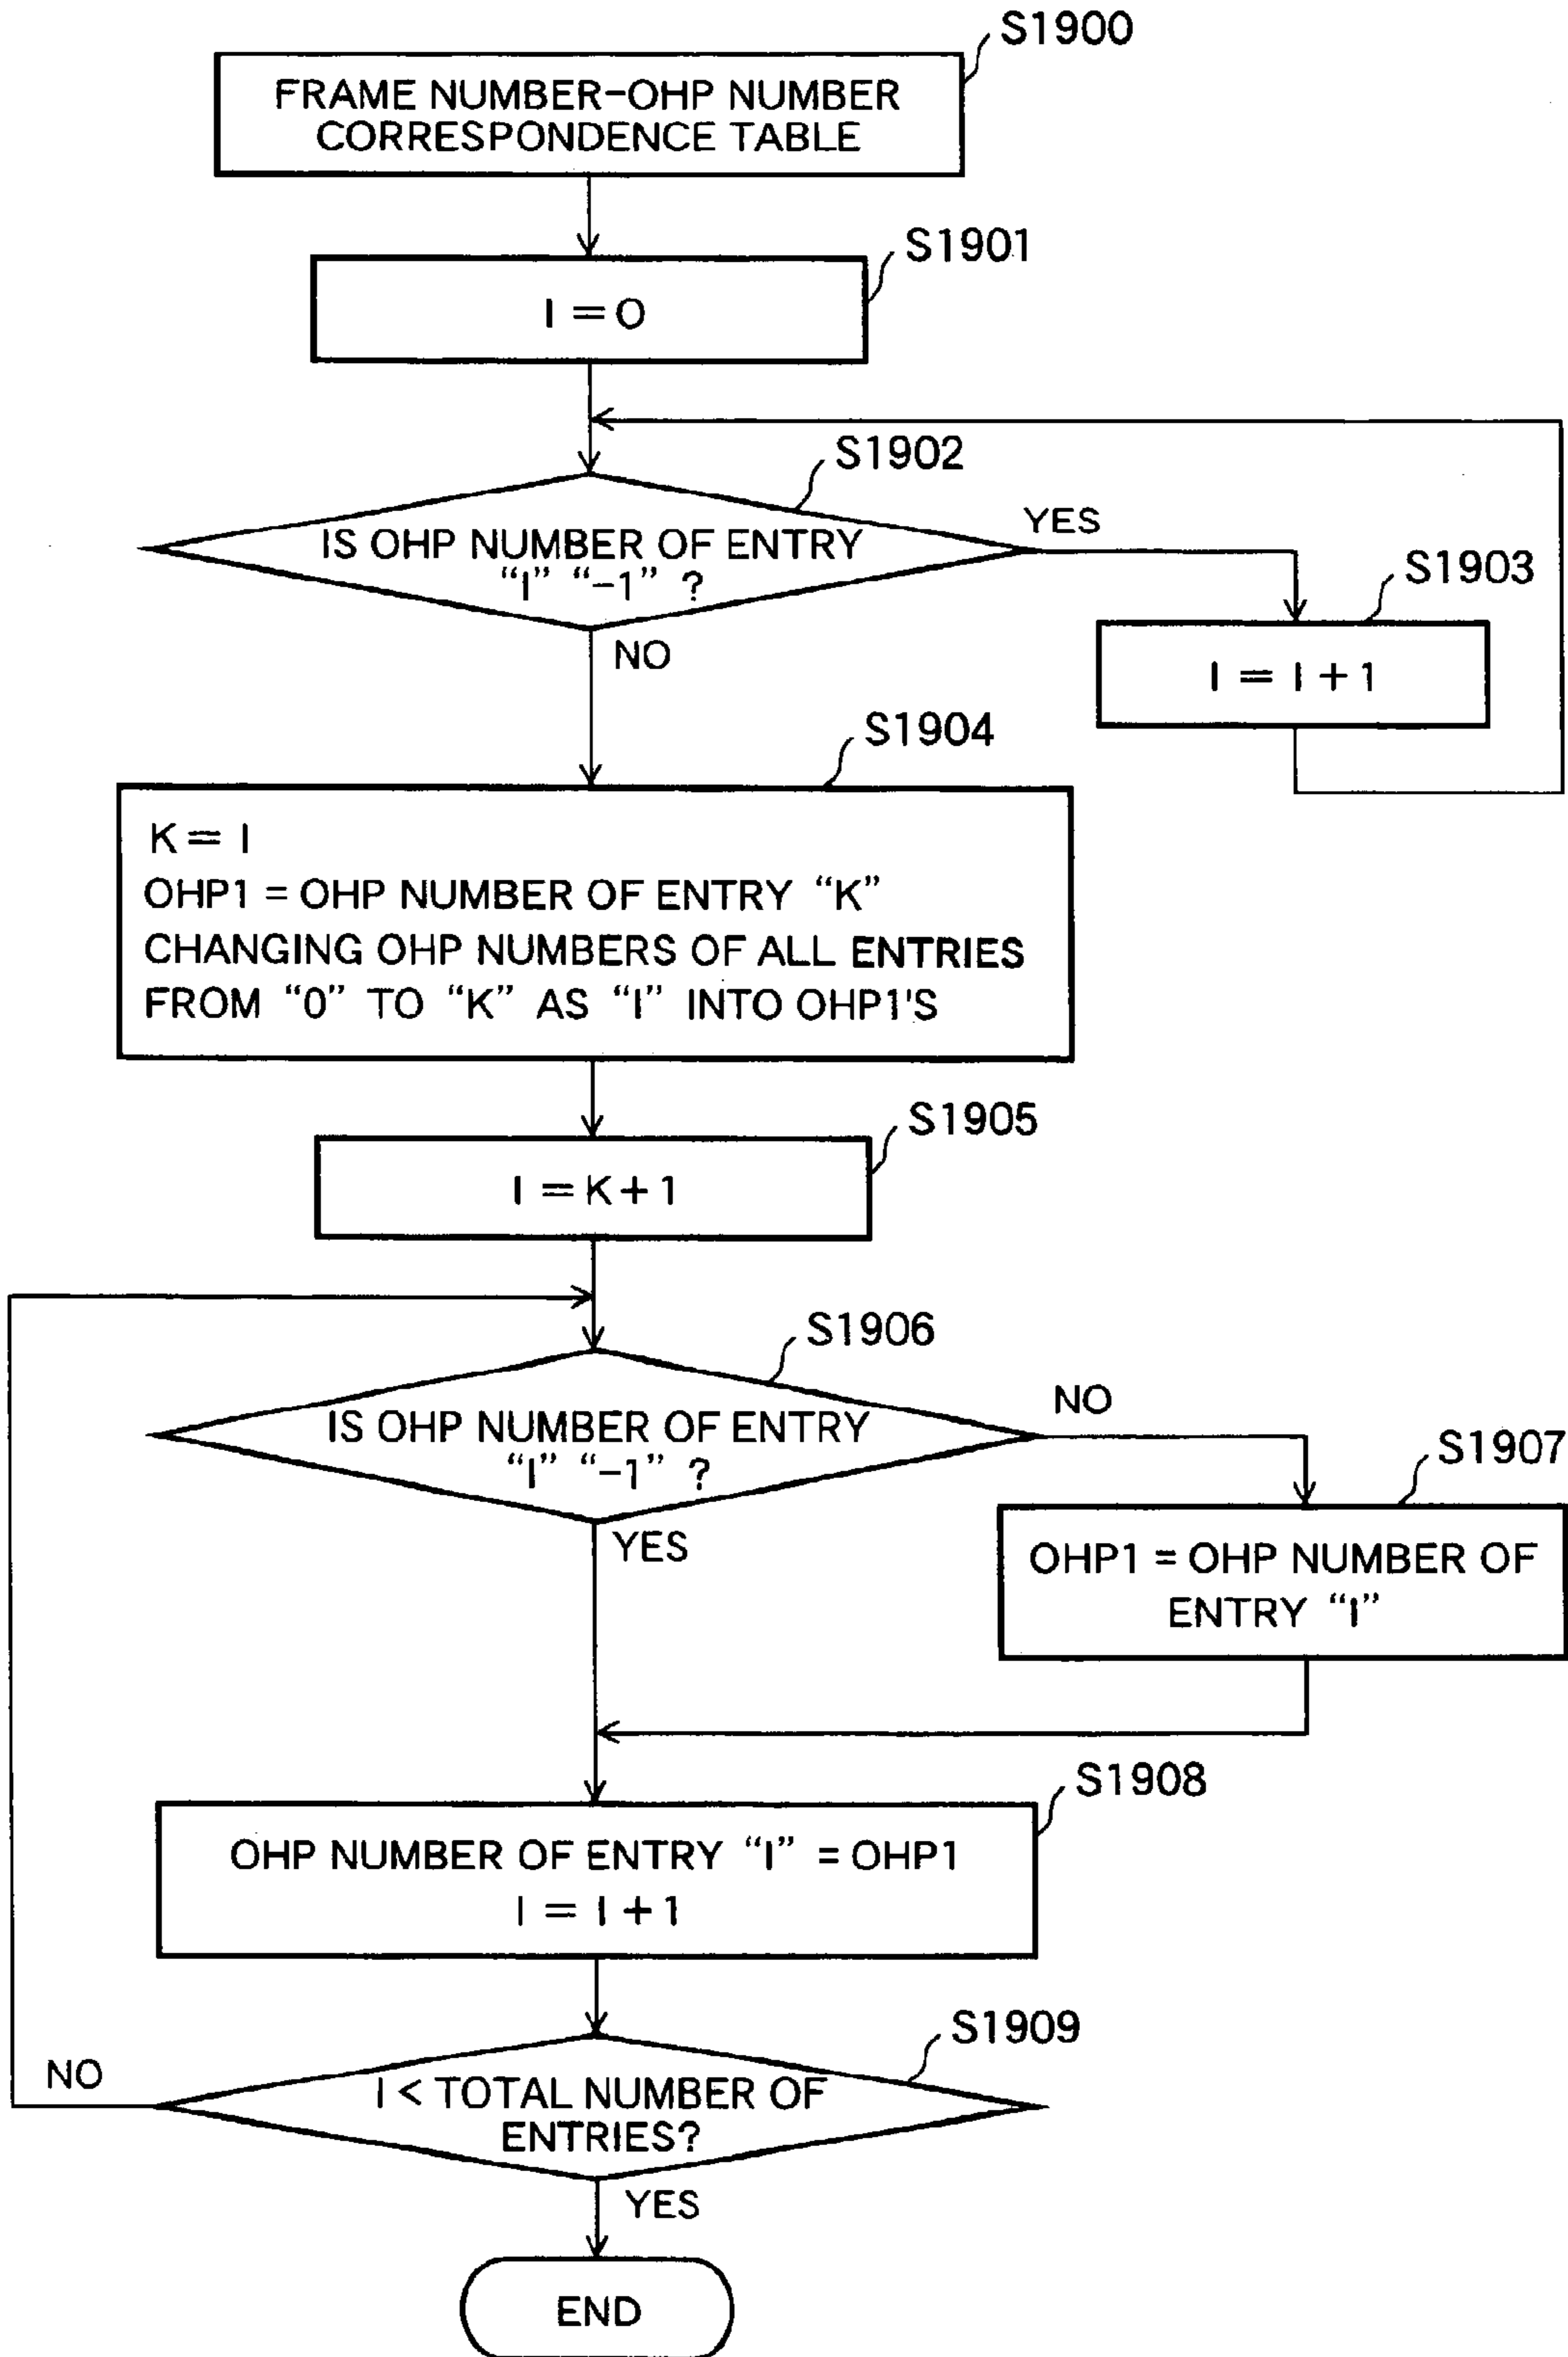 S1900
FRAME NUMBER-OHP NUMBER
CORRESPONDENCE TABLE
S1901
I = 0
S1902
IS OHP NUMBER OF ENTRY
“I” “-1” ?
YES
NO
S1903
I = I + 1
S1904
K = I
OHP1 = OHP NUMBER OF ENTRY “K”
CHANGING OHP NUMBERS OF ALL ENTRIES
FROM “0” TO “K” AS “I” INTO OHP1'S
S1905
I = K + 1
S1906
IS OHP NUMBER OF ENTRY
“I” “-1” ?
NO
YES
S1907
OHP1 = OHP NUMBER OF
ENTRY “I”
S1908
OHP NUMBER OF ENTRY “I” = OHP1
I = I + 1
S1909
I < TOTAL NUMBER OF
ENTRIES?
NO
YES
END